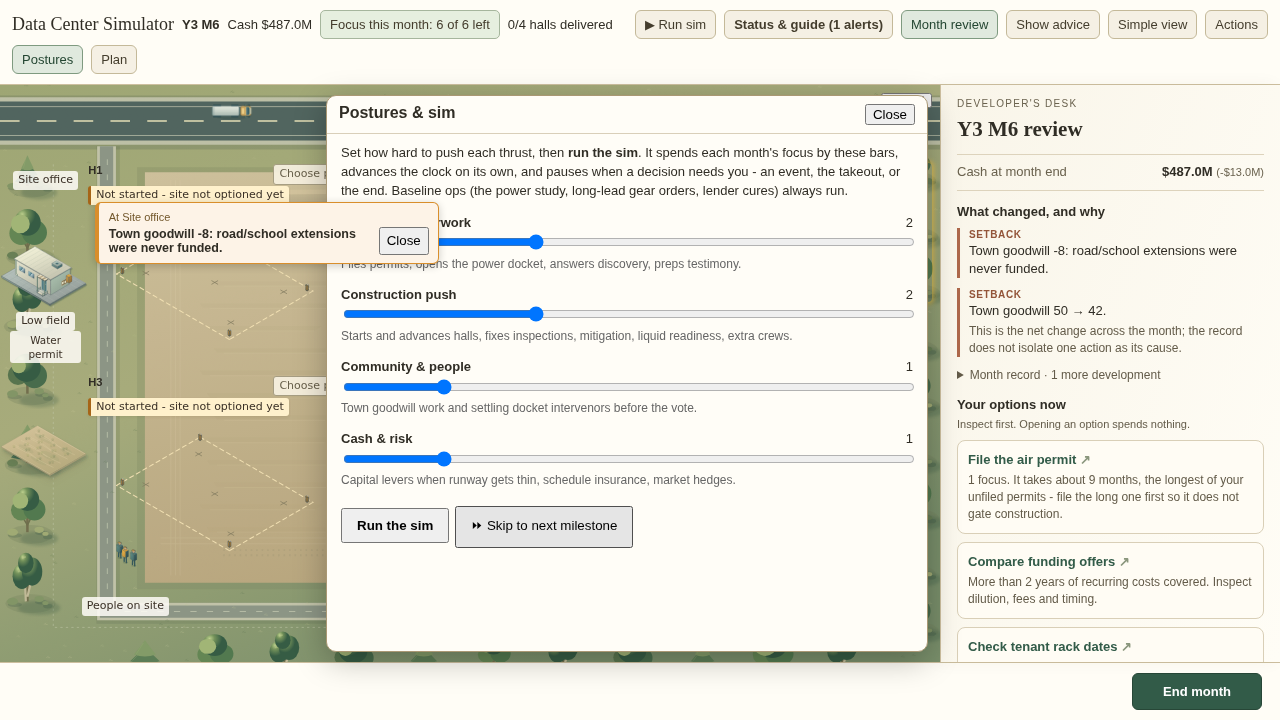 Data Center Simulator Y3 M6 Cash $487.0M Focus this month: 6 of 6 left 0/4 halls delivered ▶ Run sim Status & guide (1 alerts) Month review Show advice Simple view Actions
Postures Plan
Postures & sim Close
Set how hard to push each thrust, then run the sim. It spends each month's focus by these bars,
advances the clock on its own, and pauses when a decision needs you - an event, the takeout, or
the end. Baseline ops (the power study, long-lead gear orders, lender cures) always run.
2
Files permits, opens the power docket, answers discovery, preps testimony.
Construction push 2
Starts and advances halls, fixes inspections, mitigation, liquid readiness, extra crews.
Community & people 1
Town goodwill work and settling docket intervenors before the vote.
Cash & risk 1
Capital levers when runway gets thin, schedule insurance, market hedges.
Run the sim ⏩ Skip to next milestone
At Site office
Town goodwill -8: road/school extensions
were never funded.
Close
H1
Site office
Not started - site not optioned yet
Low field
Water
permit
H3
Not started - site not optioned yet
People on site
DEVELOPER'S DESK
Y3 M6 review
Cash at month end $487.0M (-$13.0M)
What changed, and why
SETBACK
Town goodwill -8: road/school extensions were
never funded.
SETBACK
Town goodwill 50 → 42.
This is the net change across the month; the record
does not isolate one action as its cause.
▶ Month record · 1 more development
Your options now
Inspect first. Opening an option spends nothing.
File the air permit ↗
1 focus. It takes about 9 months, the longest of your
unfiled permits - file the long one first so it does not
gate construction.
Compare funding offers ↗
More than 2 years of recurring costs covered. Inspect
dilution, fees and timing.
Check tenant rack dates ↗
End month